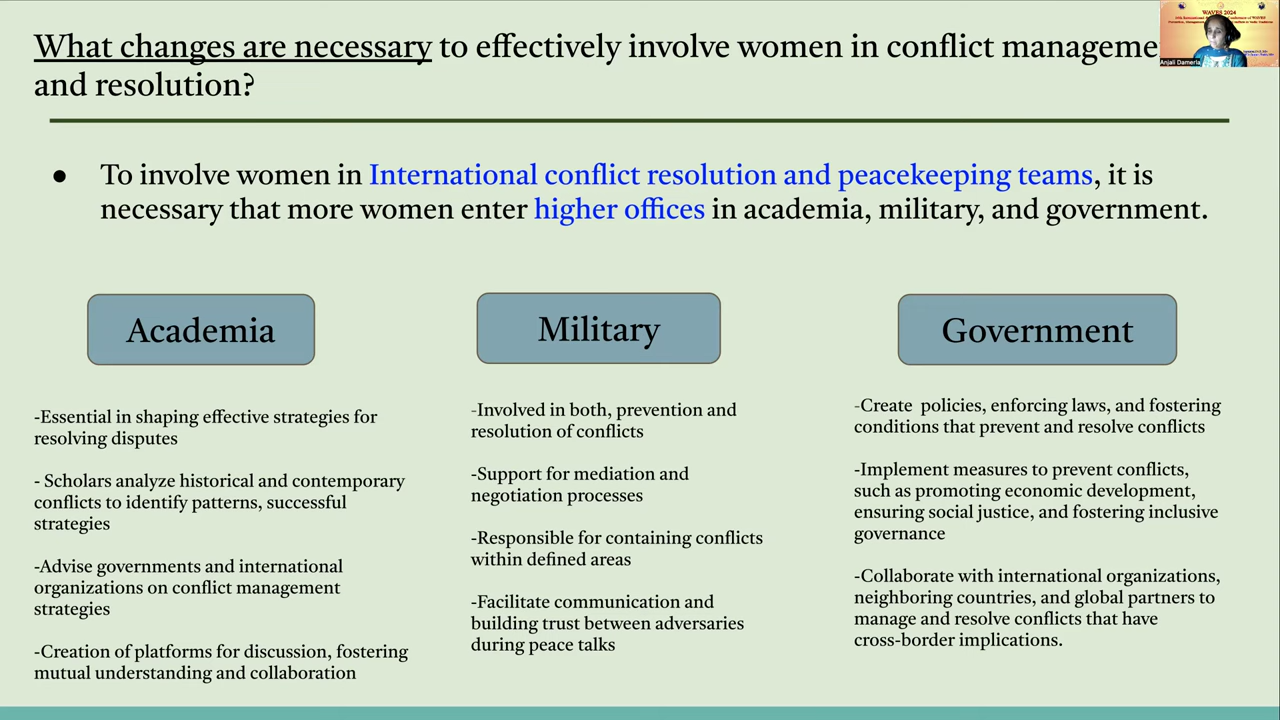 What changes are necessary to effectively involve women in conflict manageme
and resolution?
● To involve women in International conflict resolution and peacekeeping teams, it is
necessary that more women enter higher offices in academia, military, and government.
Academia
-Essential in shaping effective strategies for
resolving disputes
- Scholars analyze historical and contemporary
conflicts to identify patterns, successful
strategies
-Advise governments and international
organizations on conflict management
strategies
-Creation of platforms for discussion, fostering
mutual understanding and collaboration
Military
-Involved in both, prevention and
resolution of conflicts
-Support for mediation and
negotiation processes
-Responsible for containing conflicts
within defined areas
-Facilitate communication and
building trust between adversaries
during peace talks
Government
-Create  policies, enforcing laws, and fostering
conditions that prevent and resolve conflicts
-Implement measures to prevent conflicts,
such as promoting economic development,
ensuring social justice, and fostering inclusive
governance
-Collaborate with international organizations,
neighboring countries, and global partners to
manage and resolve conflicts that have
cross-border implications.
WAVES 2024
Anjali Dameria